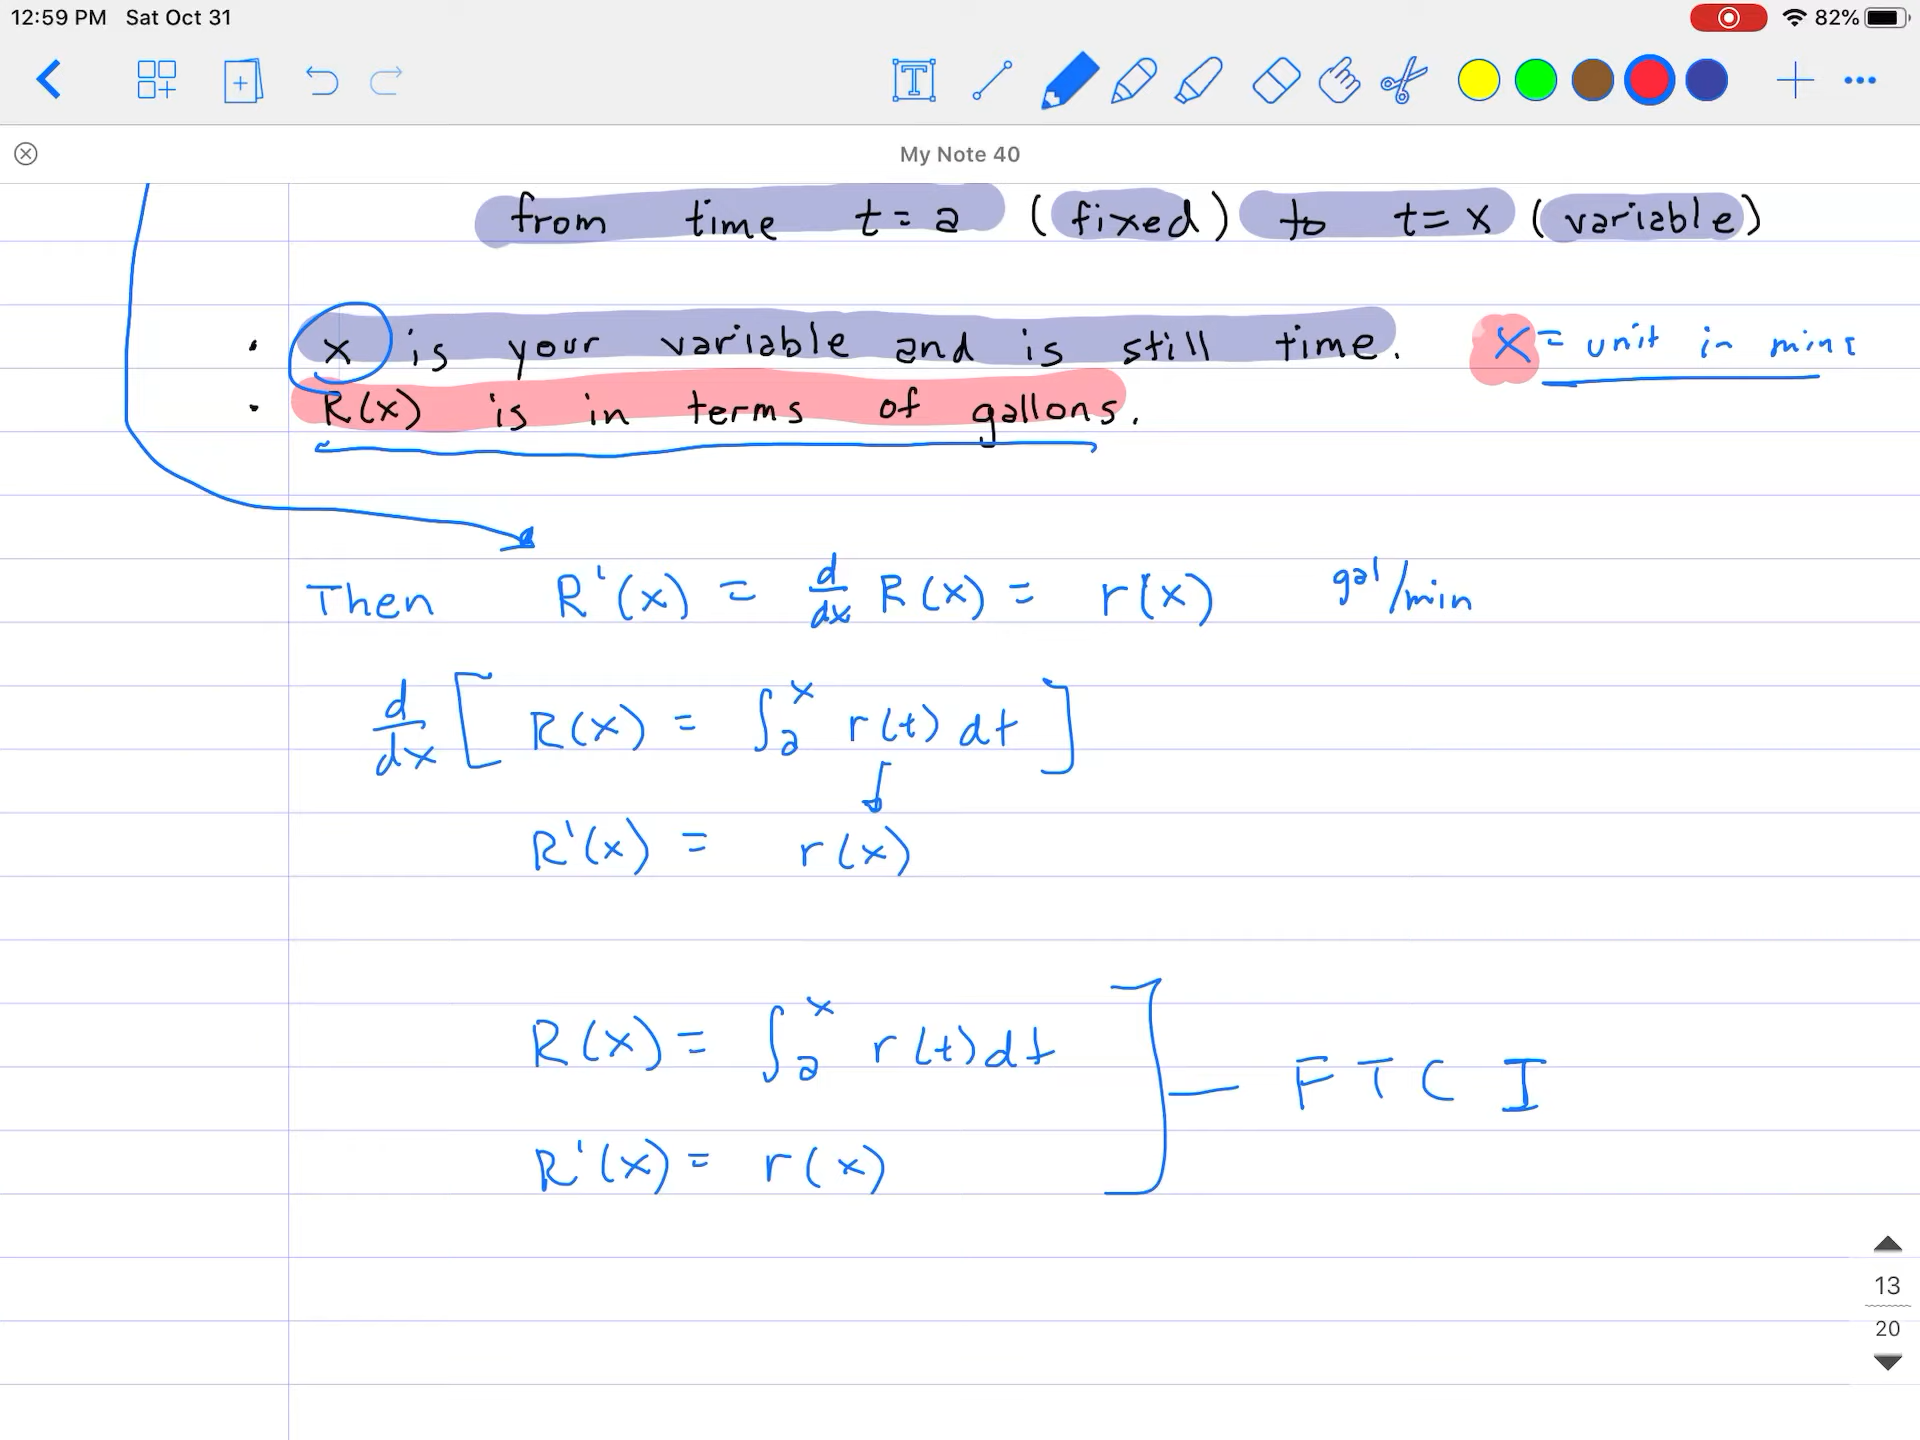 12:59 PM Sat Oct 31 82%
My Note 40
from time t = a (fixed) to t = x (variable)
· x is your variable and is still time. x = unit in mins
· R(x) is in terms of gallons.
Then R'(x) = d/dx R(x) = r(x) gal/min
d/dx [ R(x) = ∫ₐˣ r(t) dt ]
R'(x) = r(x)
R(x) = ∫ₐˣ r(t) dt
FTC I
R'(x) = r(x)
13
20